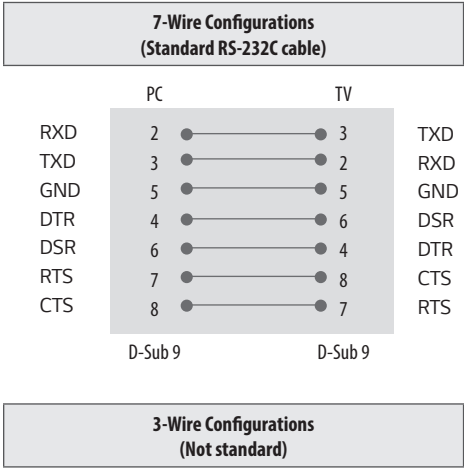 7-Wire Configurations
(Standard RS-232C cable)
PC TV
RXD 2 3 TXD
TXD 3 2 RXD
GND 5 5 GND
DTR 4 6 DSR
DSR 6 4 DTR
RTS 7 8 CTS
CTS 8 7 RTS
D-Sub 9 D-Sub 9
3-Wire Configurations
(Not standard)